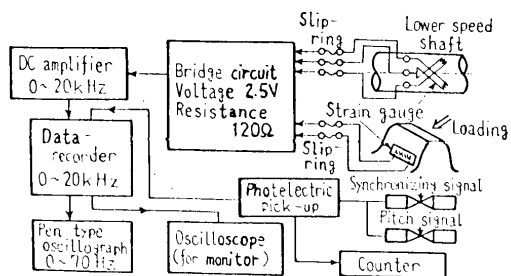 Slip-
ring
Lower speed
shaft
DC amplifier
0~20kHz
Bridge circuit
Voltage 2.5V
Resistance
120Ω
Strain gauge
Loading
Data-
recorder
0~20kHz
Slip-
ring
Photelectric
pick-up
Synchronizing signal
Pitch signal
Pen type
oscillograph
0~70Hz
Oscilloscope
(for monitor)
Counter